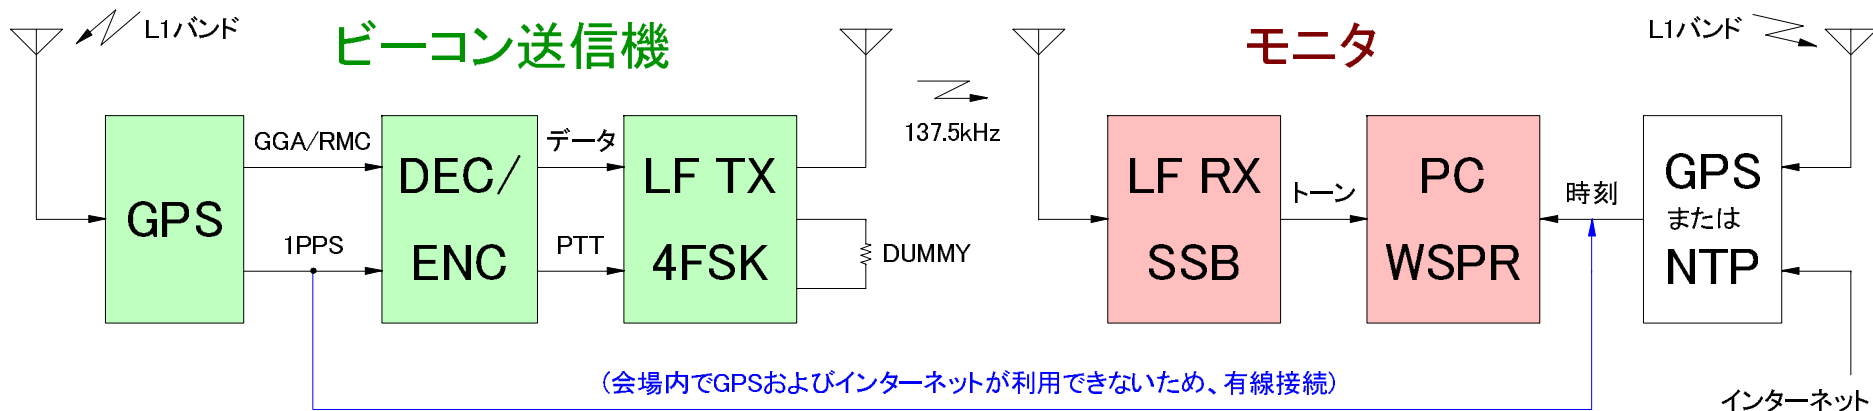 L1バンド
ビーコン送信機
モニタ
L1バンド
GPS
GGA/RMC
1PPS
DEC/
ENC
データ
PTT
LF TX
4FSK
DUMMY
137.5kHz
LF RX
SSB
トーン
PC
WSPR
時刻
GPS
または
NTP
(会場内でGPSおよびインターネットが利用できないため、有線接続)
インターネット